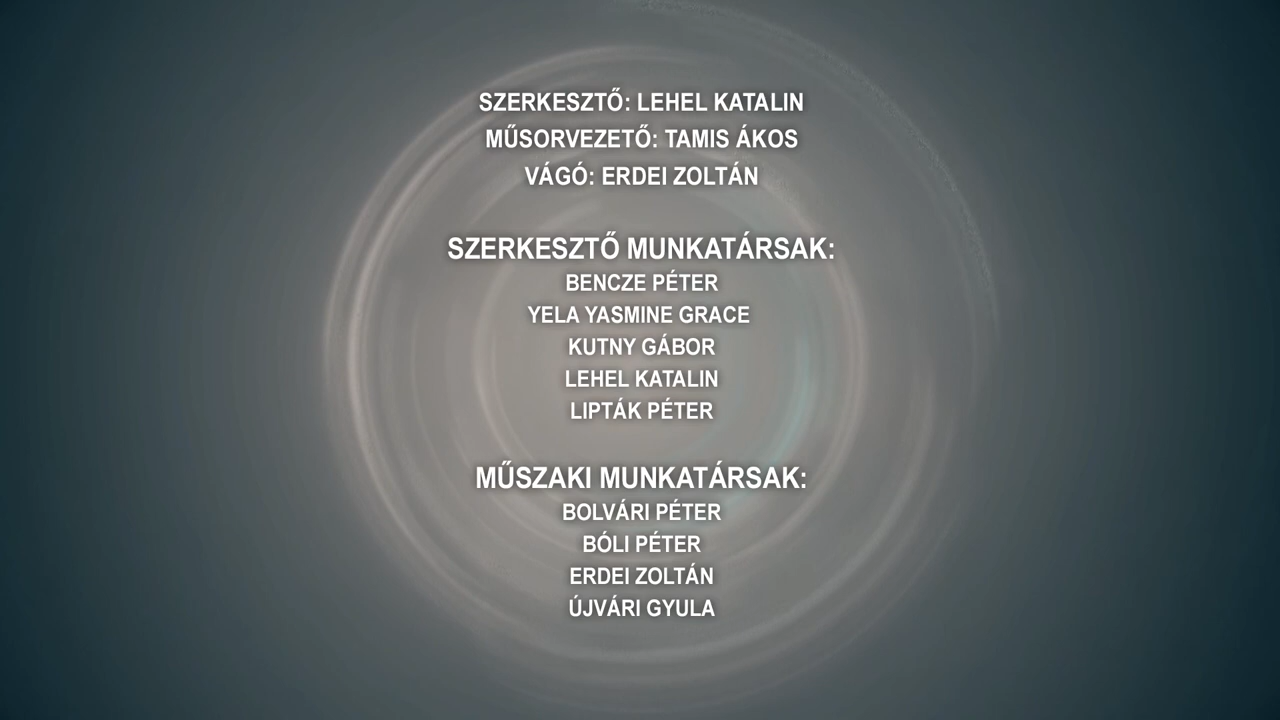 SZERKESZTŐ: LEHEL KATALIN
MŰSORVEZETŐ: TAMIS ÁKOS
VÁGÓ: ERDEI ZOLTÁN
SZERKESZTŐ MUNKATÁRSAK:
BENCZE PÉTER
YELA YASMINE GRACE
KUTNY GÁBOR
LEHEL KATALIN
LIPTÁK PÉTER
MŰSZAKI MUNKATÁRSAK:
BOLVÁRI PÉTER
BÓLI PÉTER
ERDEI ZOLTÁN
ÚJVÁRI GYULA